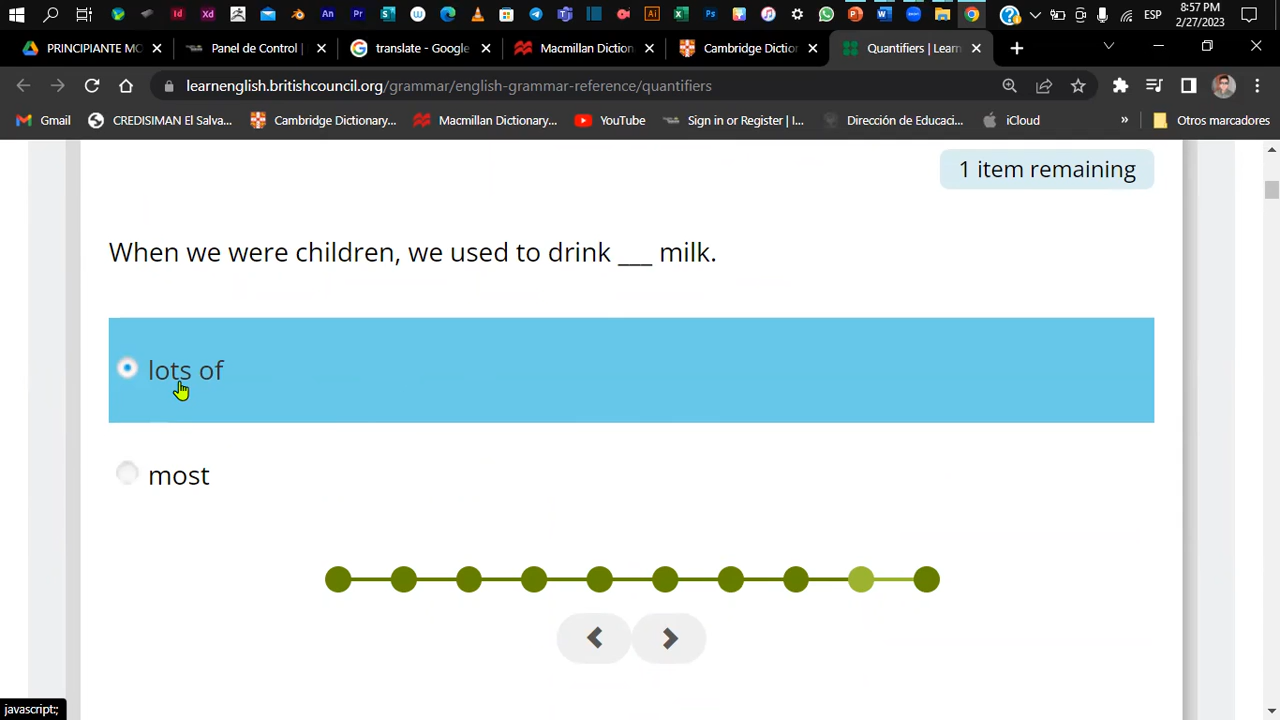 8:57 PM
ESP
2/27/2023
PRINCIPIANTE MO
Panel de Control |
translate - Google
Macmillan Diction
Cambridge Dictio
Quantifiers | Learn
learnenglish.britishcouncil.org/grammar/english-grammar-reference/quantifiers
Gmail
CREDISIMAN El Salva...
Cambridge Dictionary...
Macmillan Dictionary...
YouTube
Sign in or Register | I...
Dirección de Educaci...
iCloud
»
Otros marcadores
1 item remaining
When we were children, we used to drink ___ milk.
lots of
most
javascript:;